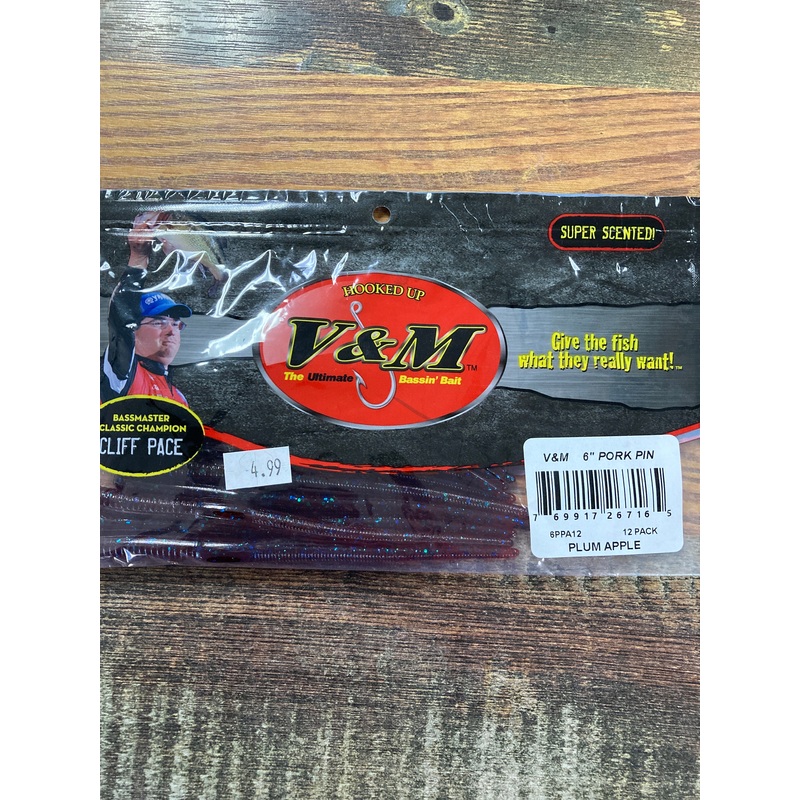 SUPER SCENTED!
HOOKED UP
V&M™
The Ultimate Bassin' Bait
Give the fish
what they really want!™
BASSMASTER
CLASSIC CHAMPION
CLIFF PACE
4.99
V&M 6" PORK PIN
7 69917 26716 5
6PPA12 12 PACK
PLUM APPLE